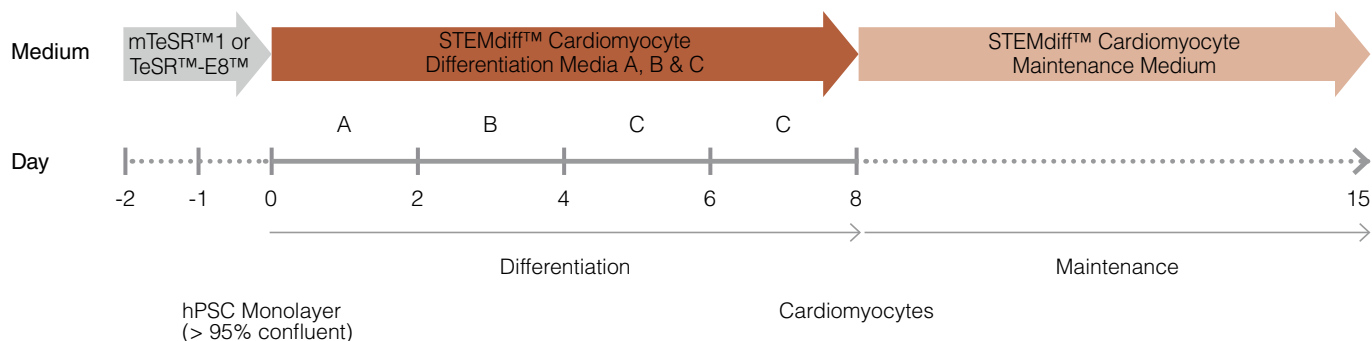 Medium
mTeSR™1 or
TeSR™-E8™
STEMdiff™ Cardiomyocyte
Differentiation Media A, B & C
STEMdiff™ Cardiomyocyte
Maintenance Medium
A B C C
Day
-2 -1 0 2 4 6 8 15
Differentiation Maintenance
hPSC Monolayer
(> 95% confluent)
Cardiomyocytes